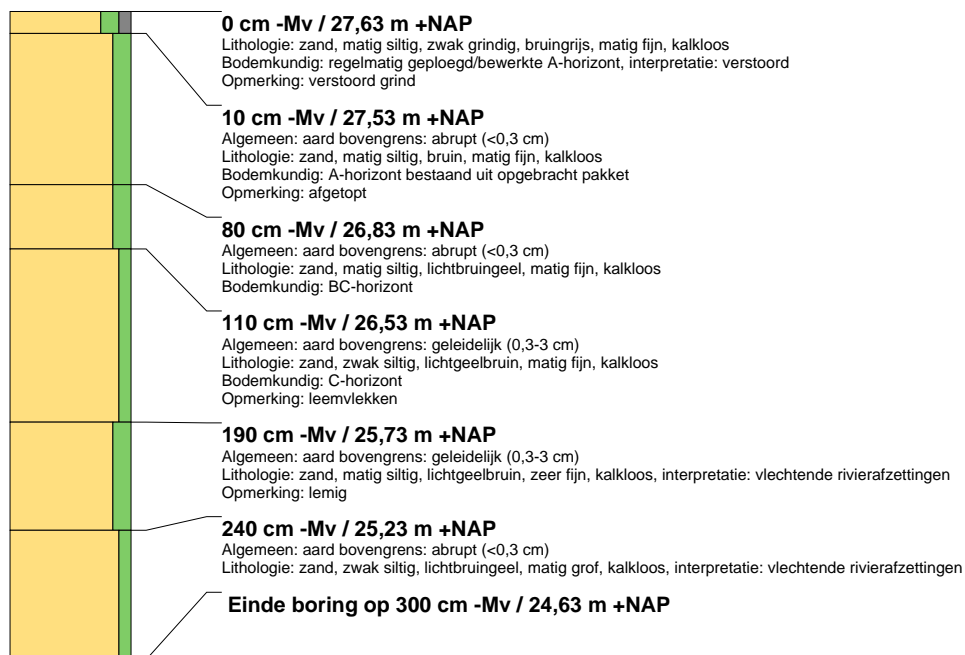 0 cm -Mv / 27,63 m +NAP
Lithologie: zand, matig siltig, zwak grindig, bruingrijs, matig fijn, kalkloos
Bodemkundig: regelmatig geploegd/bewerkte A-horizont, interpretatie: verstoord
Opmerking: verstoord grind
10 cm -Mv / 27,53 m +NAP
Algemeen: aard bovengrens: abrupt (<0,3 cm)
Lithologie: zand, matig siltig, bruin, matig fijn, kalkloos
Bodemkundig: A-horizont bestaand uit opgebracht pakket
Opmerking: afgetopt
80 cm -Mv / 26,83 m +NAP
Algemeen: aard bovengrens: abrupt (<0,3 cm)
Lithologie: zand, matig siltig, lichtbruingeel, matig fijn, kalkloos
Bodemkundig: BC-horizont
110 cm -Mv / 26,53 m +NAP
Algemeen: aard bovengrens: geleidelijk (0,3-3 cm)
Lithologie: zand, zwak siltig, lichtgeelbruin, matig fijn, kalkloos
Bodemkundig: C-horizont
Opmerking: leemvlekken
190 cm -Mv / 25,73 m +NAP
Algemeen: aard bovengrens: geleidelijk (0,3-3 cm)
Lithologie: zand, matig siltig, lichtgeelbruin, zeer fijn, kalkloos, interpretatie: vlechtende rivierafzettingen
Opmerking: lemig
240 cm -Mv / 25,23 m +NAP
Algemeen: aard bovengrens: abrupt (<0,3 cm)
Lithologie: zand, zwak siltig, lichtbruingeel, matig grof, kalkloos, interpretatie: vlechtende rivierafzettingen
Einde boring op 300 cm -Mv / 24,63 m +NAP